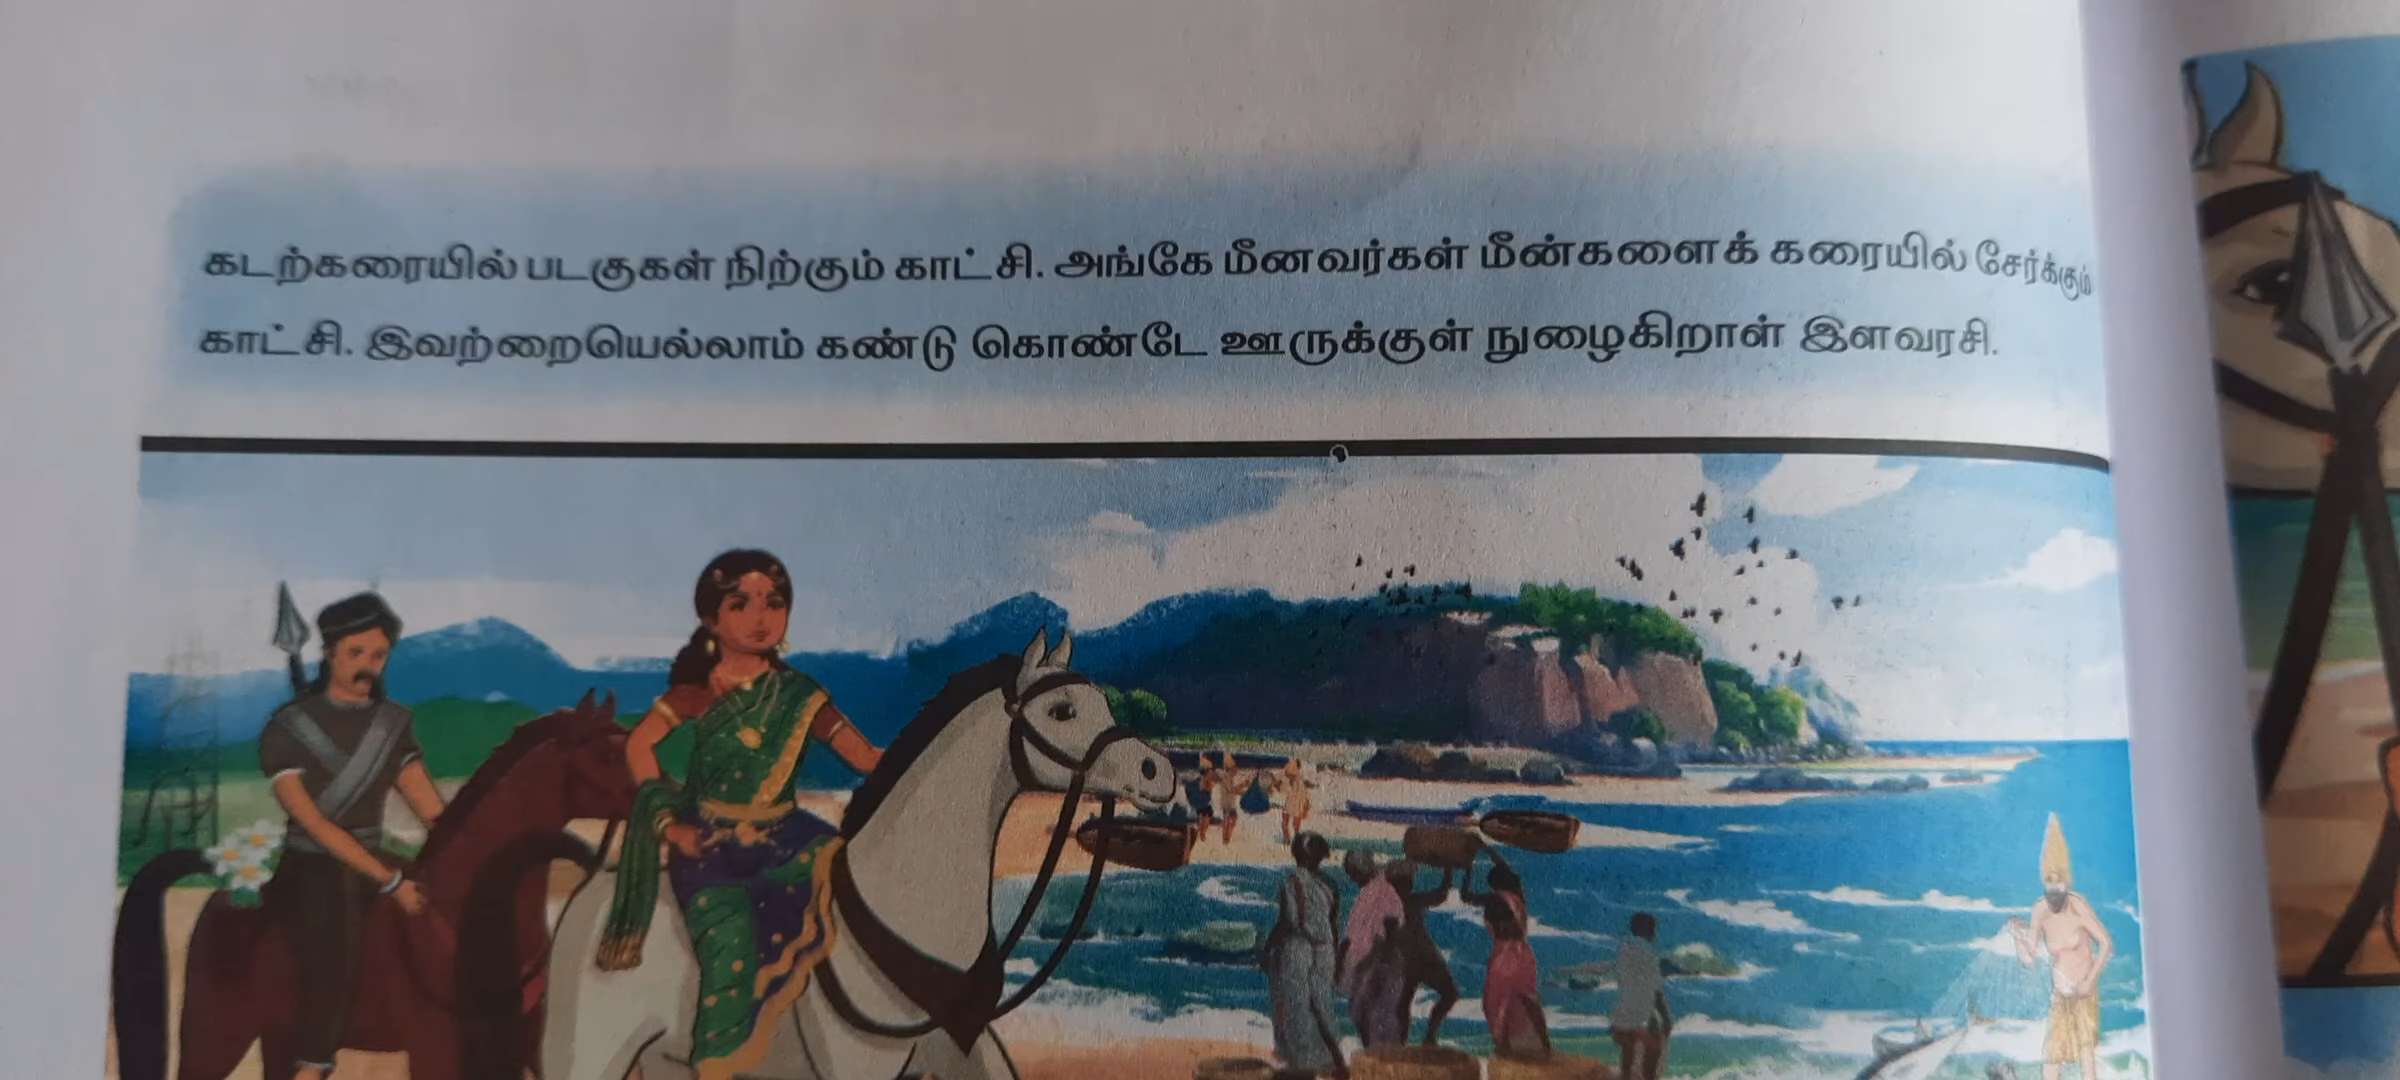 கடற்கரையில் படகுகள் நிற்கும் காட்சி. அங்கே மீனவர்கள் மீன்களைக் கரையில் சேர்க்கும்
காட்சி. இவற்றையெல்லாம் கண்டு கொண்டே ஊருக்குள் நுழைகிறாள் இளவரசி.